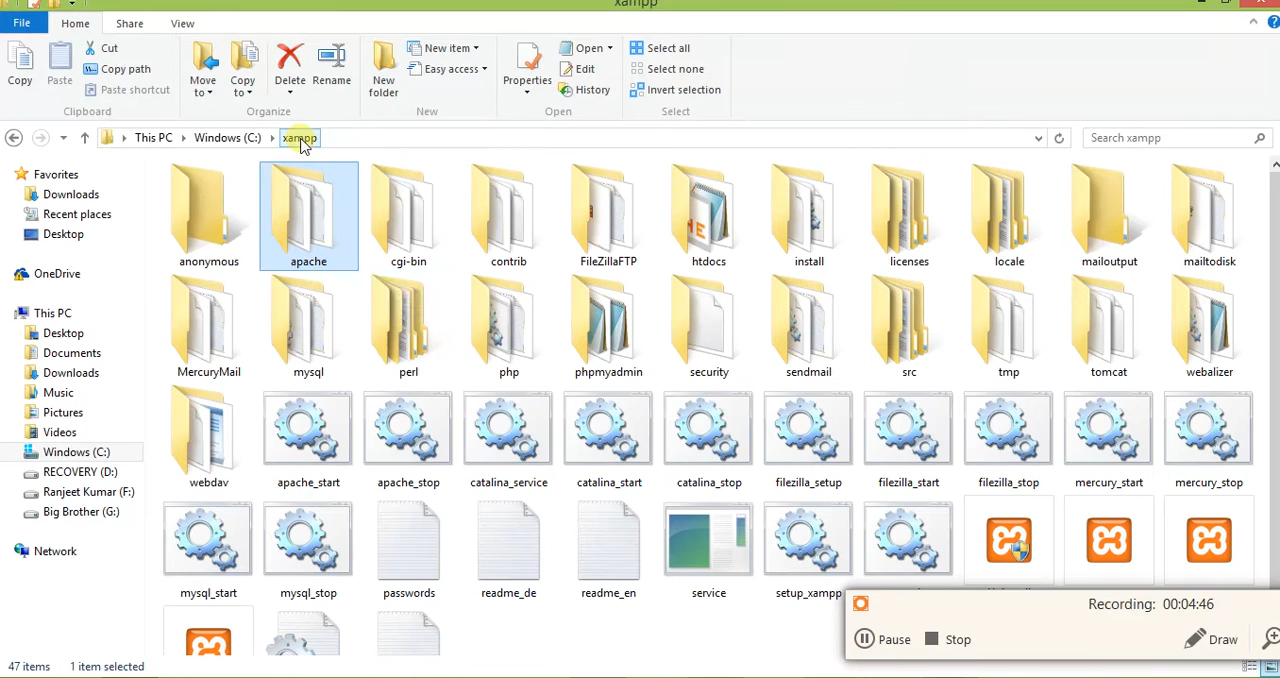 xampp
File Home Share View
Copy Paste Cut Copy path Paste shortcut
Move to Copy to Delete Rename
New folder New item Easy access
Properties Open Edit History
Select all Select none Invert selection
Clipboard Organize New Open Select
This PC Windows (C:) xampp Search xampp
Favorites
Downloads
Recent places
Desktop
OneDrive
This PC
Desktop
Documents
Downloads
Music
Pictures
Videos
Windows (C:)
RECOVERY (D:)
Ranjeet Kumar (F:)
Big Brother (G:)
Network
anonymous apache cgi-bin contrib FileZillaFTP htdocs install licenses locale mailoutput mailtodisk
MercuryMail mysql perl php phpmyadmin security sendmail src tmp tomcat webalizer
webdav apache_start apache_stop catalina_service catalina_start catalina_stop filezilla_setup filezilla_start filezilla_stop mercury_start mercury_stop
mysql_start mysql_stop passwords readme_de readme_en service setup_xampp
Recording: 00:04:46
Pause Stop Draw
47 items 1 item selected